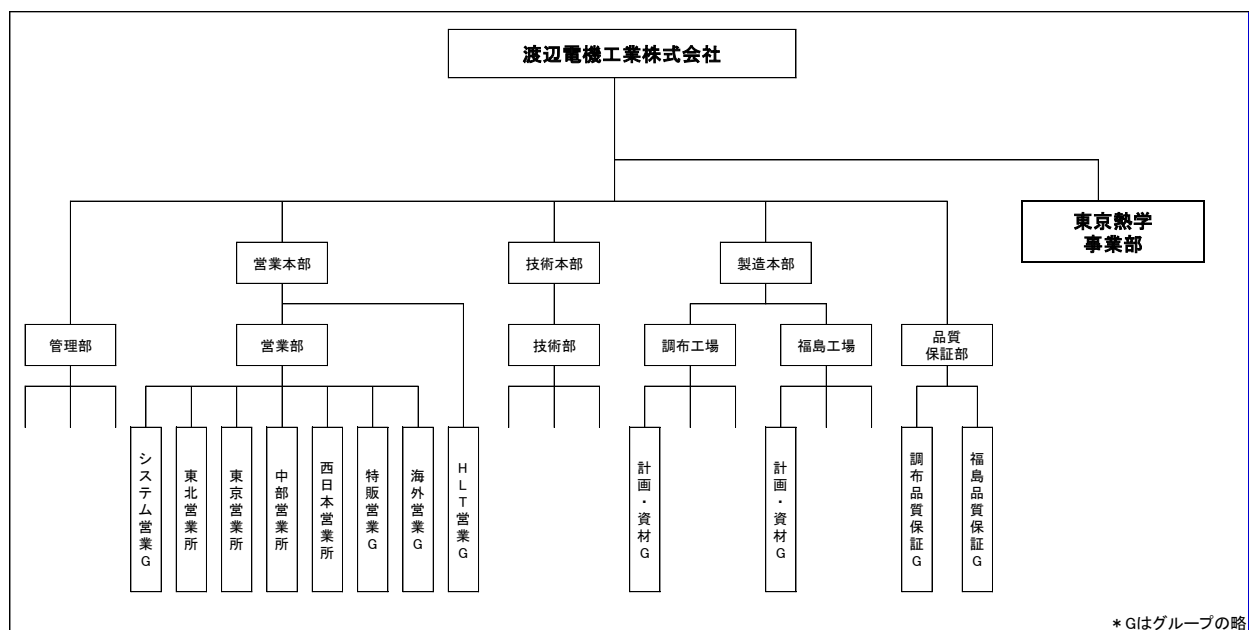 渡辺電機工業株式会社
東京熱学
事業部
営業本部
技術本部
製造本部
管理部
営業部
技術部
調布工場
福島工場
品質
保証部
システム営業G
東北営業所
東京営業所
中部営業所
西日本営業所
特販営業G
海外営業G
HLT営業G
計画・資材G
計画・資材G
調布品質保証G
福島品質保証G
*Gはグループの略